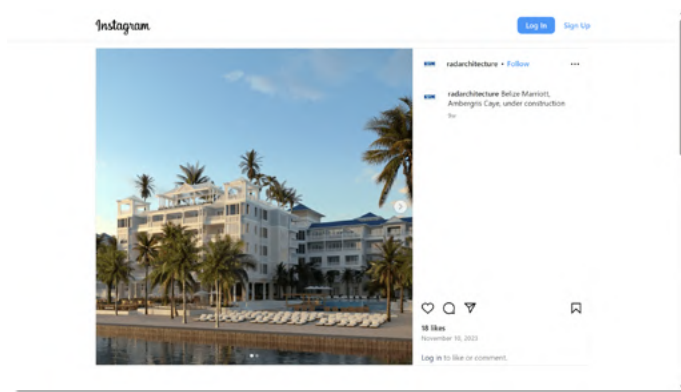 Instagram
Log In
Sign Up
radarchitecture • Follow
radarchitecture Belize Marriott,
Ambergris Caye, under construction
9w
18 likes
November 10, 2023
Log in to like or comment.